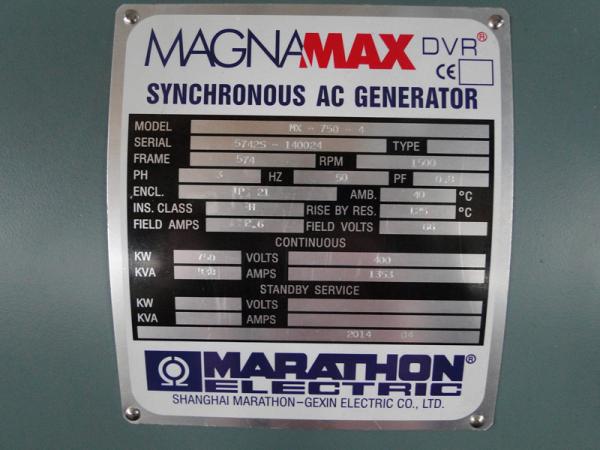 MAGNAMAX DVR®
CE
SYNCHRONOUS AC GENERATOR
MODEL MX - 750 - 4
SERIAL 57425 - 140024 TYPE
FRAME 574 RPM 1500
PH 3 HZ 50 PF 0.8
ENCL. IP 21 AMB. 40 °C
INS. CLASS H RISE BY RES. 125 °C
FIELD AMPS FIELD VOLTS 66
CONTINUOUS
KW 750 VOLTS 400
KVA 938 AMPS 1353
STANDBY SERVICE
KW VOLTS
KVA AMPS
2014 04
MARATHON®
ELECTRIC
SHANGHAI MARATHON-GEXIN ELECTRIC CO., LTD.